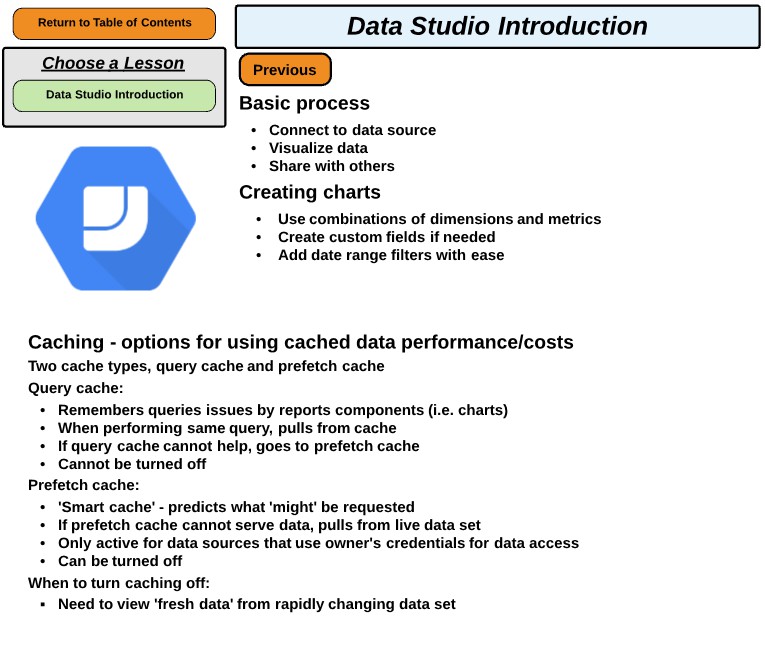 Return to Table of Contents
Data Studio Introduction
Choose a Lesson
Data Studio Introduction
Previous
Basic process
• Connect to data source
• Visualize data
• Share with others
Creating charts
• Use combinations of dimensions and metrics
• Create custom fields if needed
• Add date range filters with ease
Caching - options for using cached data performance/costs
Two cache types, query cache and prefetch cache
Query cache:
• Remembers queries issues by reports components (i.e. charts)
• When performing same query, pulls from cache
• If query cache cannot help, goes to prefetch cache
• Cannot be turned off
Prefetch cache:
• 'Smart cache' - predicts what 'might' be requested
• If prefetch cache cannot serve data, pulls from live data set
• Only active for data sources that use owner's credentials for data access
• Can be turned off
When to turn caching off:
▪ Need to view 'fresh data' from rapidly changing data set